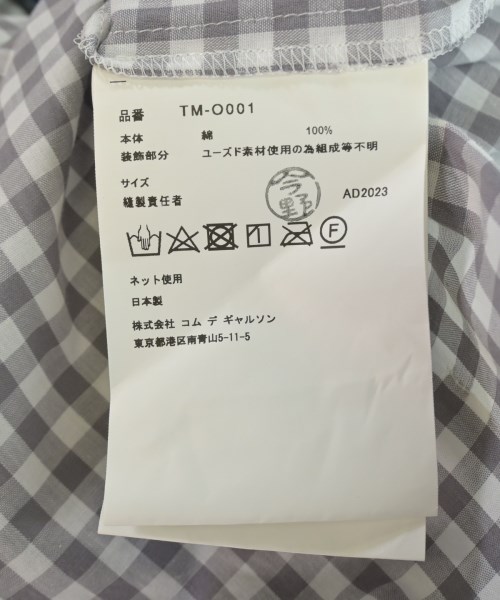 品番 TM-O001
本体 綿 100%
装飾部分 ユーズド素材使用の為組成等不明
サイズ
縫製責任者 今野 AD2023
F
ネット使用
日本製
株式会社 コム デ ギャルソン
東京都港区南青山5-11-5